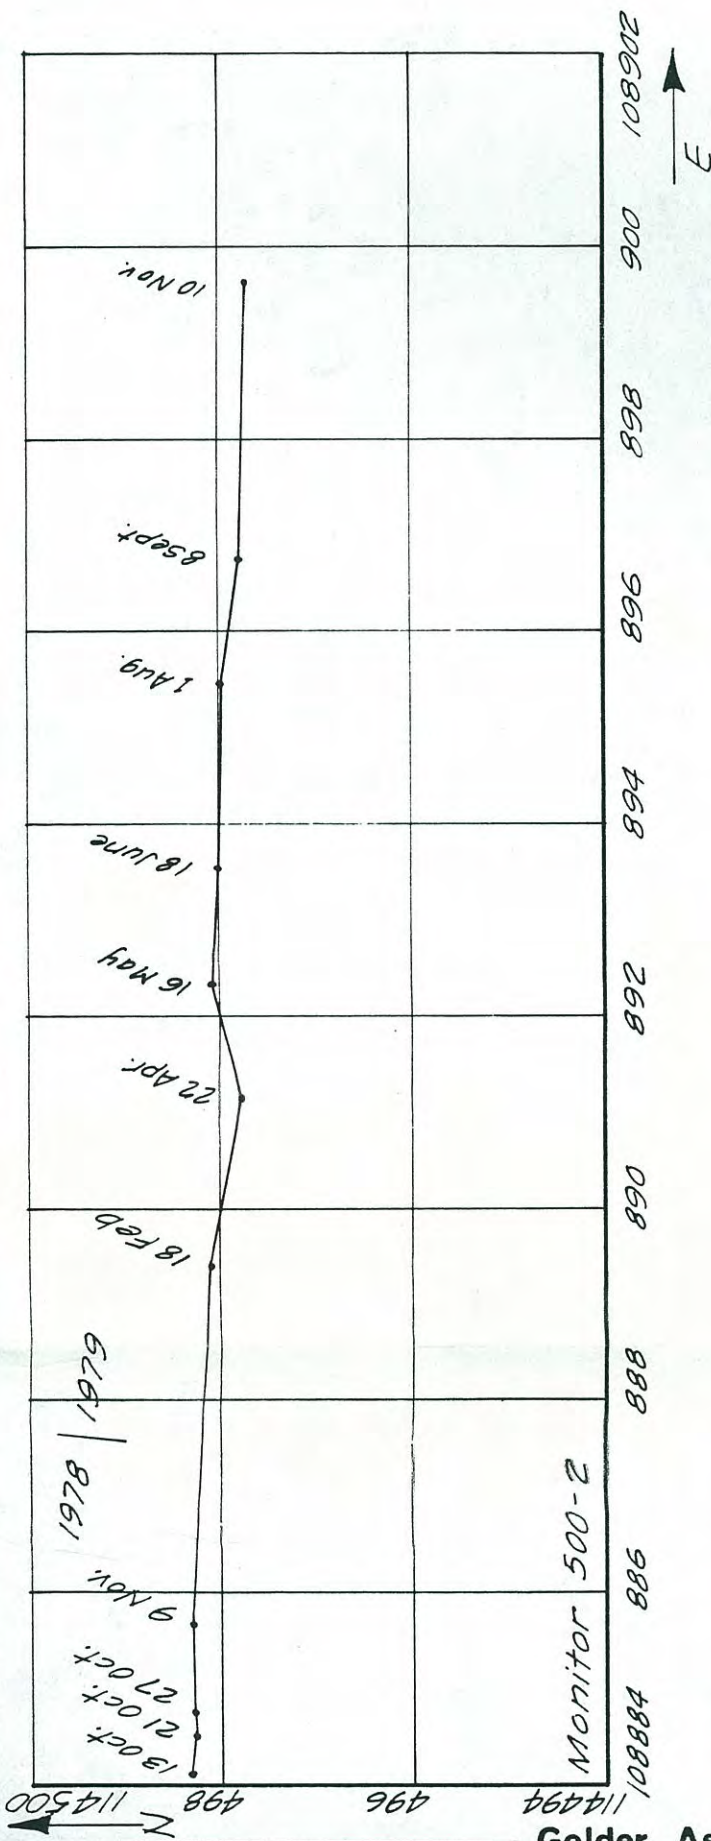 N
114500
498
496
114494
1978 | 1979
13 Oct.
21 Oct.
27 Oct.
9 Nov.
18 Feb
22 Apr.
16 May
18 June
1 Aug.
8 Sept.
10 Nov.
Monitor 500-2
108884
886
888
890
892
894
896
898
900
108902
E
Golder